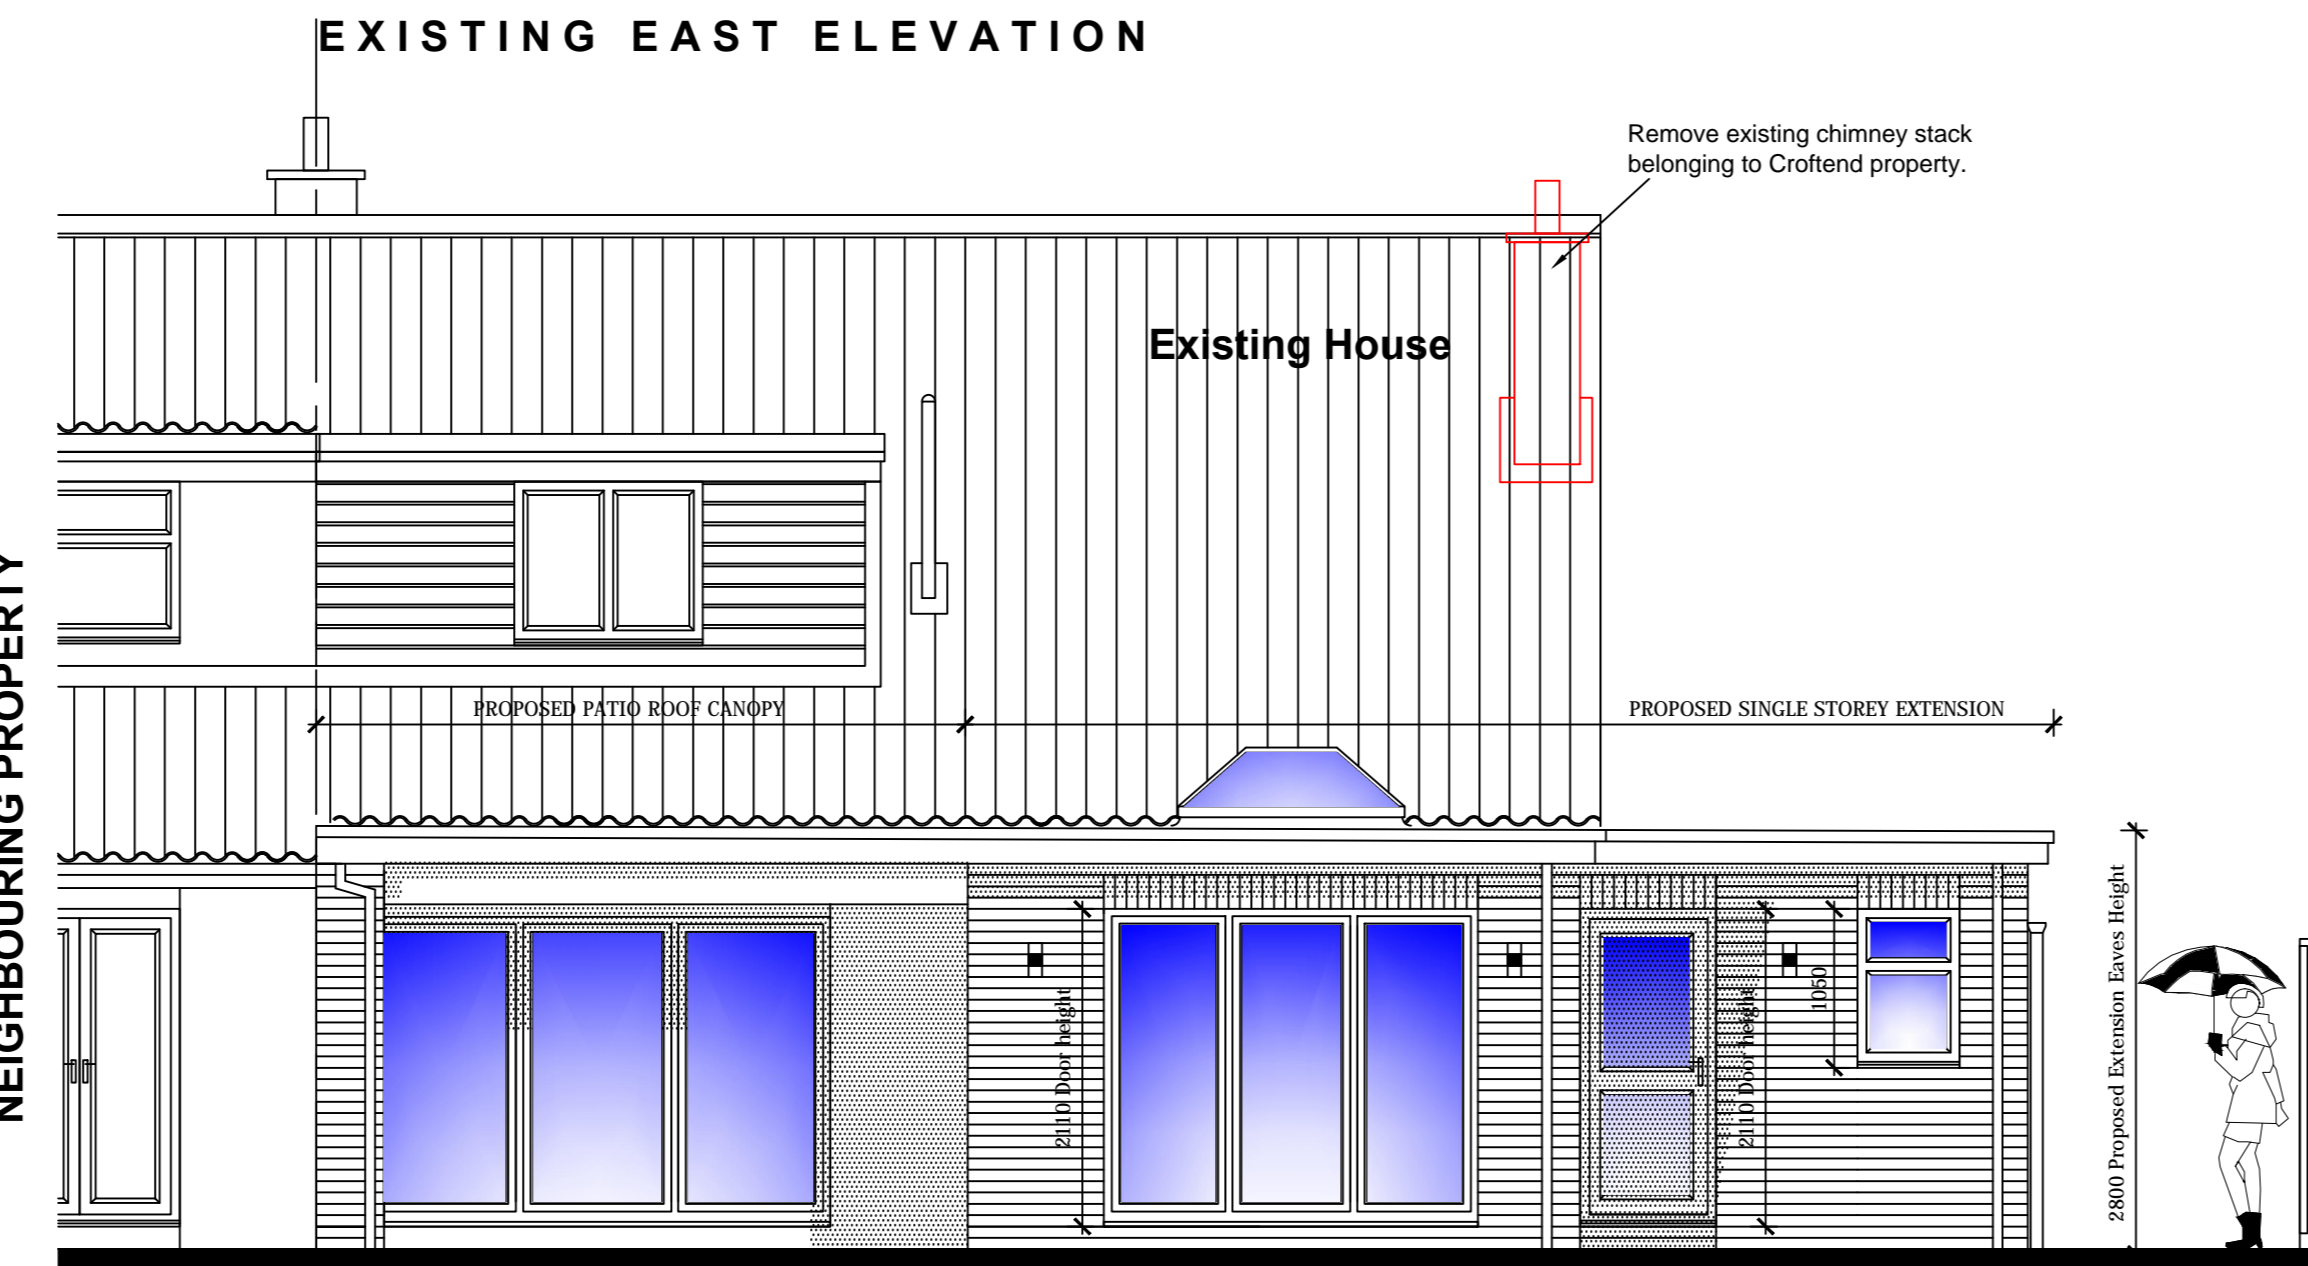 EXISTING EAST ELEVATION
Remove existing chimney stack
belonging to Croftend property.
Existing House
NEIGHBOURING PROPERTY
PROPOSED PATIO ROOF CANOPY
PROPOSED SINGLE STOREY EXTENSION
2110 Door height
2110 Door height
1050
2800 Proposed Extension Eaves Height